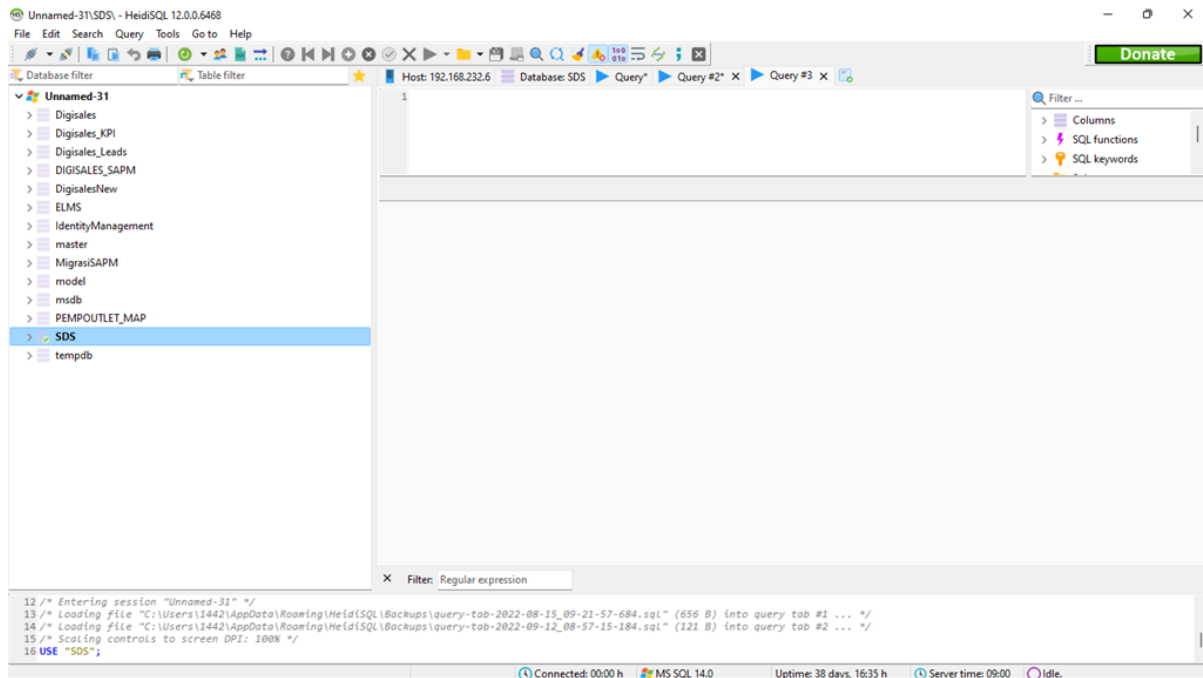 Unnamed-31\SDS\ - HeidiSQL 12.0.0.6468
File Edit Search Query Tools Go to Help
Donate
Database filter Table filter
Host: 192.168.232.6 Database: SDS Query* Query #2* Query #3
Unnamed-31
Digisales
Digisales_KPI
Digisales_Leads
DIGISALES_SAPM
DigisalesNew
ELMS
IdentityManagement
master
MigrasiSAPM
model
msdb
PEMPOUTLET_MAP
SDS
tempdb
1
Filter ...
Columns
SQL functions
SQL keywords
Filter: Regular expression
12 /* Entering session "Unnamed-31" */
13 /* Loading file "C:\Users\1442\AppData\Roaming\HeidiSQL\Backups\query-tab-2022-08-15_09-21-57-684.sql" (656 B) into query tab #1 ... */
14 /* Loading file "C:\Users\1442\AppData\Roaming\HeidiSQL\Backups\query-tab-2022-09-12_08-57-15-184.sql" (121 B) into query tab #2 ... */
15 /* Scaling controls to screen DPI: 100% */
16 USE "SDS";
Connected: 00:00 h MS SQL 14.0 Uptime: 38 days, 16:35 h Server time: 09:00 Idle.